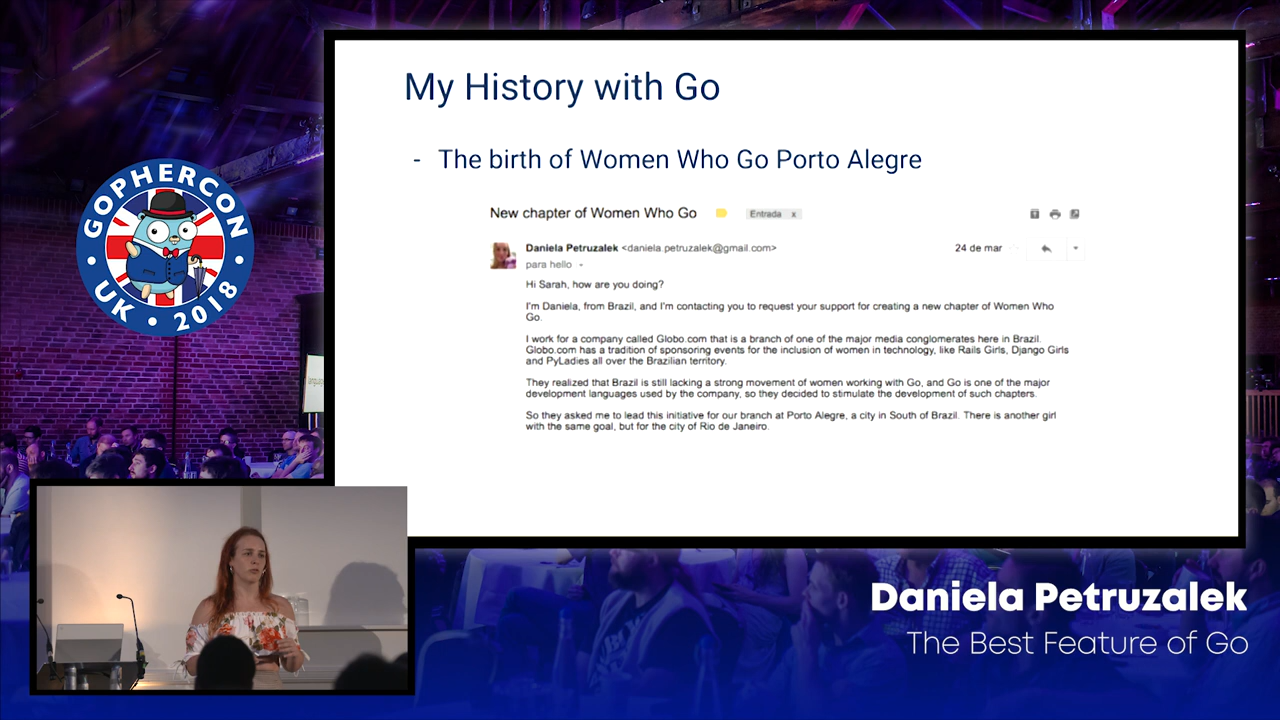 My History with Go
- The birth of Women Who Go Porto Alegre
New chapter of Women Who Go
Entrada x
Daniela Petruzalek <daniela.petruzalek@gmail.com>
24 de mar
para hello
Hi Sarah, how are you doing?
I'm Daniela, from Brazil, and I'm contacting you to request your support for creating a new chapter of Women Who
Go.
I work for a company called Globo.com that is a branch of one of the major media conglomerates here in Brazil.
Globo.com has a tradition of sponsoring events for the inclusion of women in technology, like Rails Girls, Django Girls
and PyLadies all over the Brazilian territory.
They realized that Brazil is still lacking a strong movement of women working with Go, and Go is one of the major
development languages used by the company, so they decided to stimulate the development of such chapters.
So they asked me to lead this initiative for our branch at Porto Alegre, a city in South of Brazil. There is another girl
with the same goal, but for the city of Rio de Janeiro.
GOPHERCON
UK • 2018
Daniela Petruzalek
The Best Feature of Go